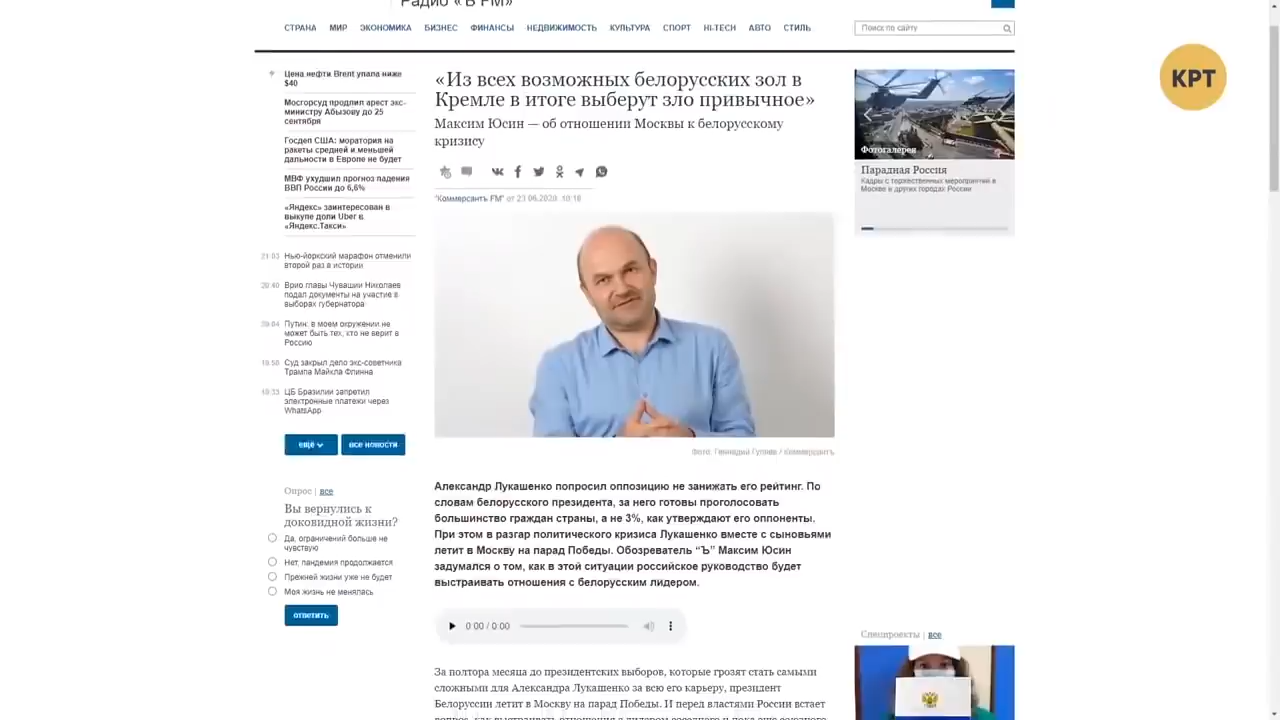 Радио «Ъ FM»
СТРАНА МИР ЭКОНОМИКА БИЗНЕС ФИНАНСЫ НЕДВИЖИМОСТЬ КУЛЬТУРА СПОРТ HI-TECH АВТО СТИЛЬ
Поиск по сайту
КРТ
Цена нефти Brent упала ниже
$40
Мосгорсуд продлил арест экс-
министру Абызову до 25
сентября
Госдеп США: моратория на
ракеты средней и меньшей
дальности в Европе не будет
МВФ ухудшил прогноз падения
ВВП России до 6,6%
«Яндекс» заинтересован в
выкупе доли Uber в
«Яндекс.Такси»
21:03 Нью-йоркский марафон отменили
второй раз в истории
20:40 Врио главы Чувашии Николаев
подал документы на участие в
выборах губернатора
20:04 Путин: в моем окружении не
может быть тех, кто не верит в
Россию
Суд закрыл дело экс-советника
Трампа Майкла Флинна
ЦБ Бразилии запретил
электронные платежи через
WhatsApp
ещё все новости
Опрос | все
Вы вернулись к
доковидной жизни?
Да, ограничений больше не
чувствую
Нет, пандемия продолжается
Прежней жизни уже не будет
Моя жизнь не менялась
ответить
«Из всех возможных белорусских зол в
Кремле в итоге выберут зло привычное»
Максим Юсин — об отношении Москвы к белорусскому
кризису
"Коммерсантъ FM" от 23.06.2020, 10:16
Фото: Геннадий Гуляев / Коммерсантъ
Александр Лукашенко попросил оппозицию не занижать его рейтинг. По
словам белорусского президента, за него готовы проголосовать
большинство граждан страны, а не 3%, как утверждают его оппоненты.
При этом в разгар политического кризиса Лукашенко вместе с сыновьями
летит в Москву на парад Победы. Обозреватель “Ъ” Максим Юсин
задумался о том, как в этой ситуации российское руководство будет
выстраивать отношения с белорусским лидером.
0:00 / 0:00
За полтора месяца до президентских выборов, которые грозят стать самыми
сложными для Александра Лукашенко за всю его карьеру, президент
Белоруссии летит в Москву на парад Победы. И перед властями России встает
вопрос, как выстраивать отношения с лидером соседнего и пока еще союзного
Фотогалерея
Парадная Россия
Кадры с торжественных мероприятий в
Москве и других городах России
Спецпроекты | все